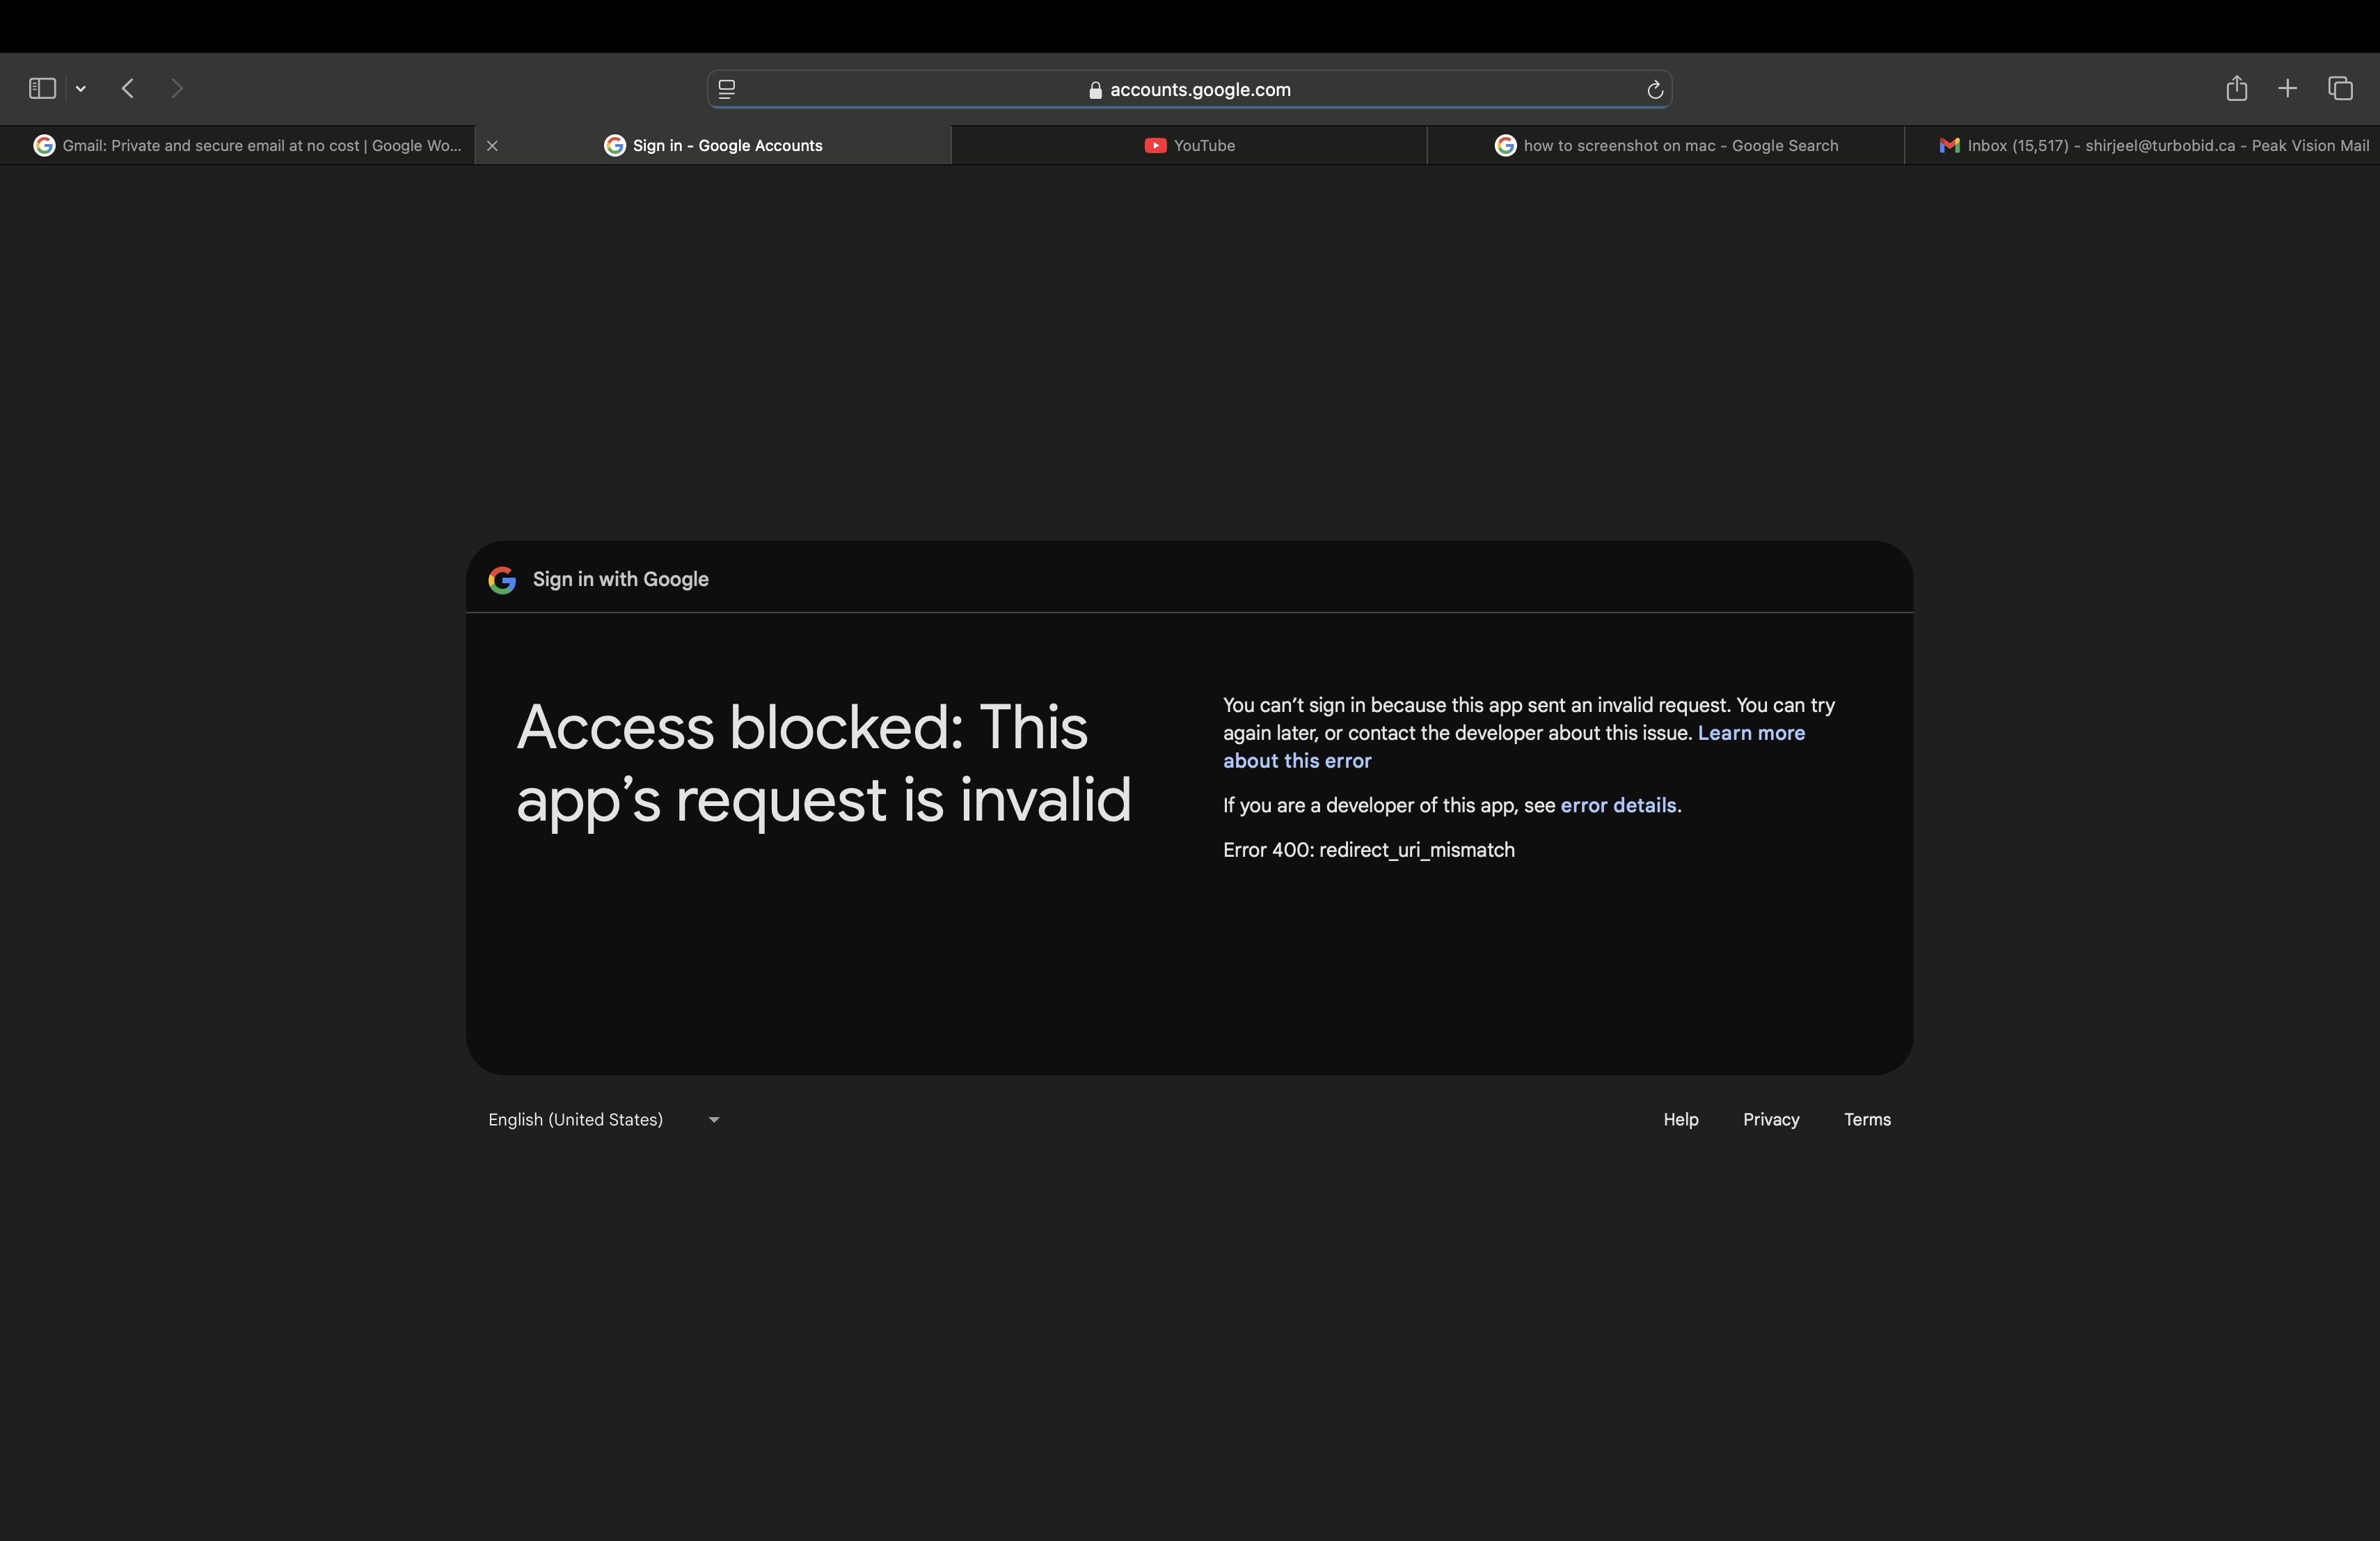 accounts.google.com
Gmail: Private and secure email at no cost | Google Wo...
Sign in - Google Accounts
YouTube
how to screenshot on mac - Google Search
Inbox (15,517) - shirjeel@turbobid.ca - Peak Vision Mail
Sign in with Google
Access blocked: This
app’s request is invalid
You can’t sign in because this app sent an invalid request. You can try
again later, or contact the developer about this issue. Learn more
about this error
If you are a developer of this app, see error details.
Error 400: redirect_uri_mismatch
English (United States)
Help
Privacy
Terms